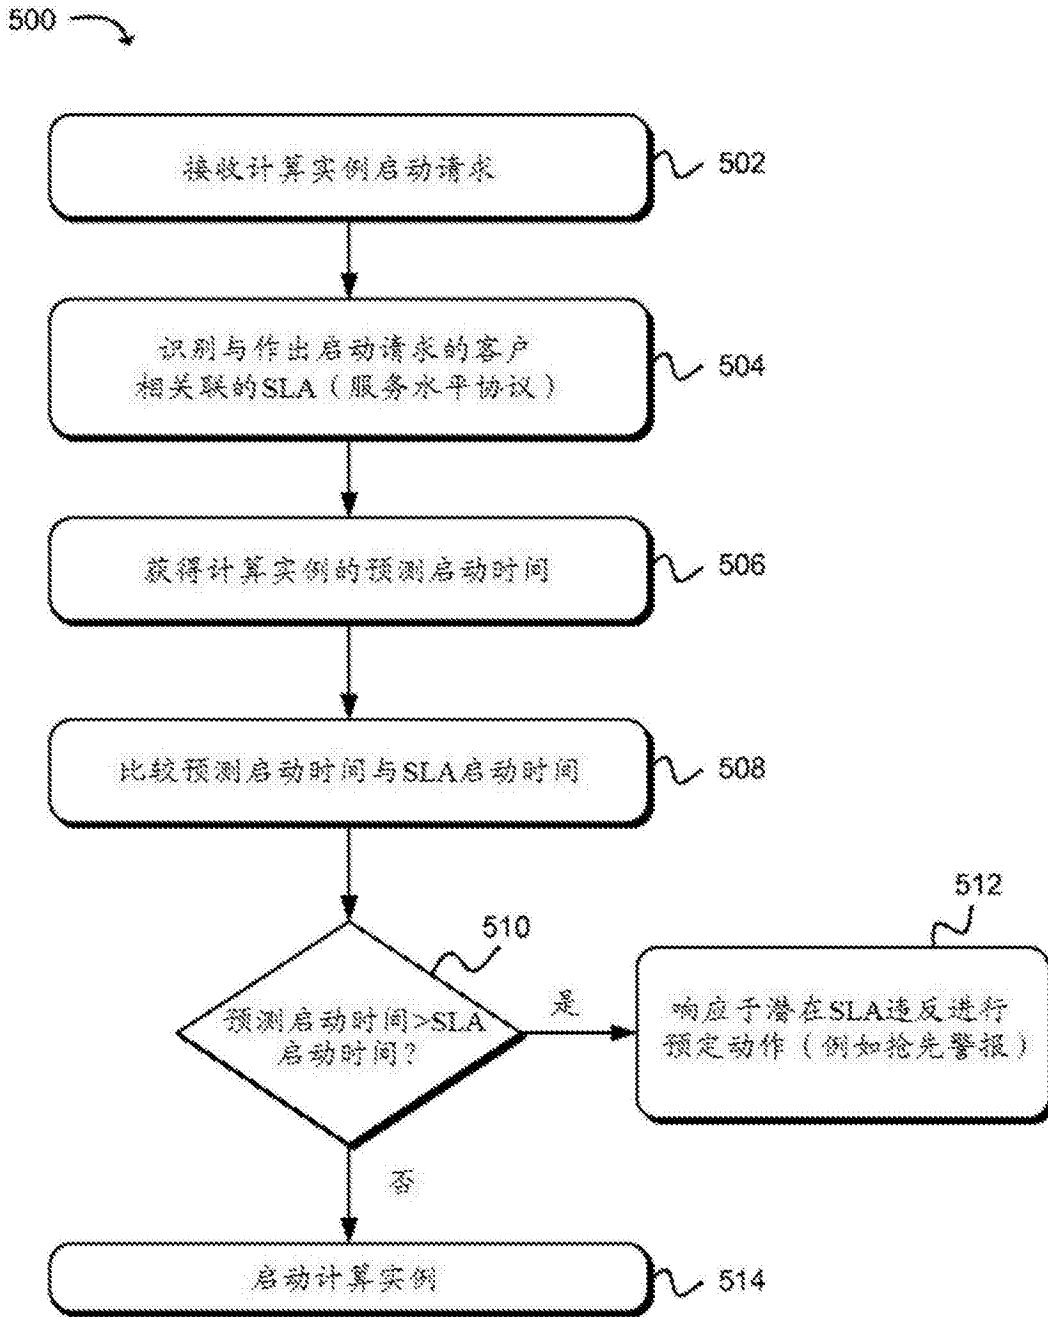 500
接收计算实例启动请求
502
识别与作出启动请求的客户
相关联的SLA（服务水平协议）
504
获得计算实例的预测启动时间
506
比较预测启动时间与SLA启动时间
508
510
预测启动时间>SLA
启动时间？
是
512
响应于潜在SLA违反进行
预定动作（例如抢先警报）
否
启动计算实例
514